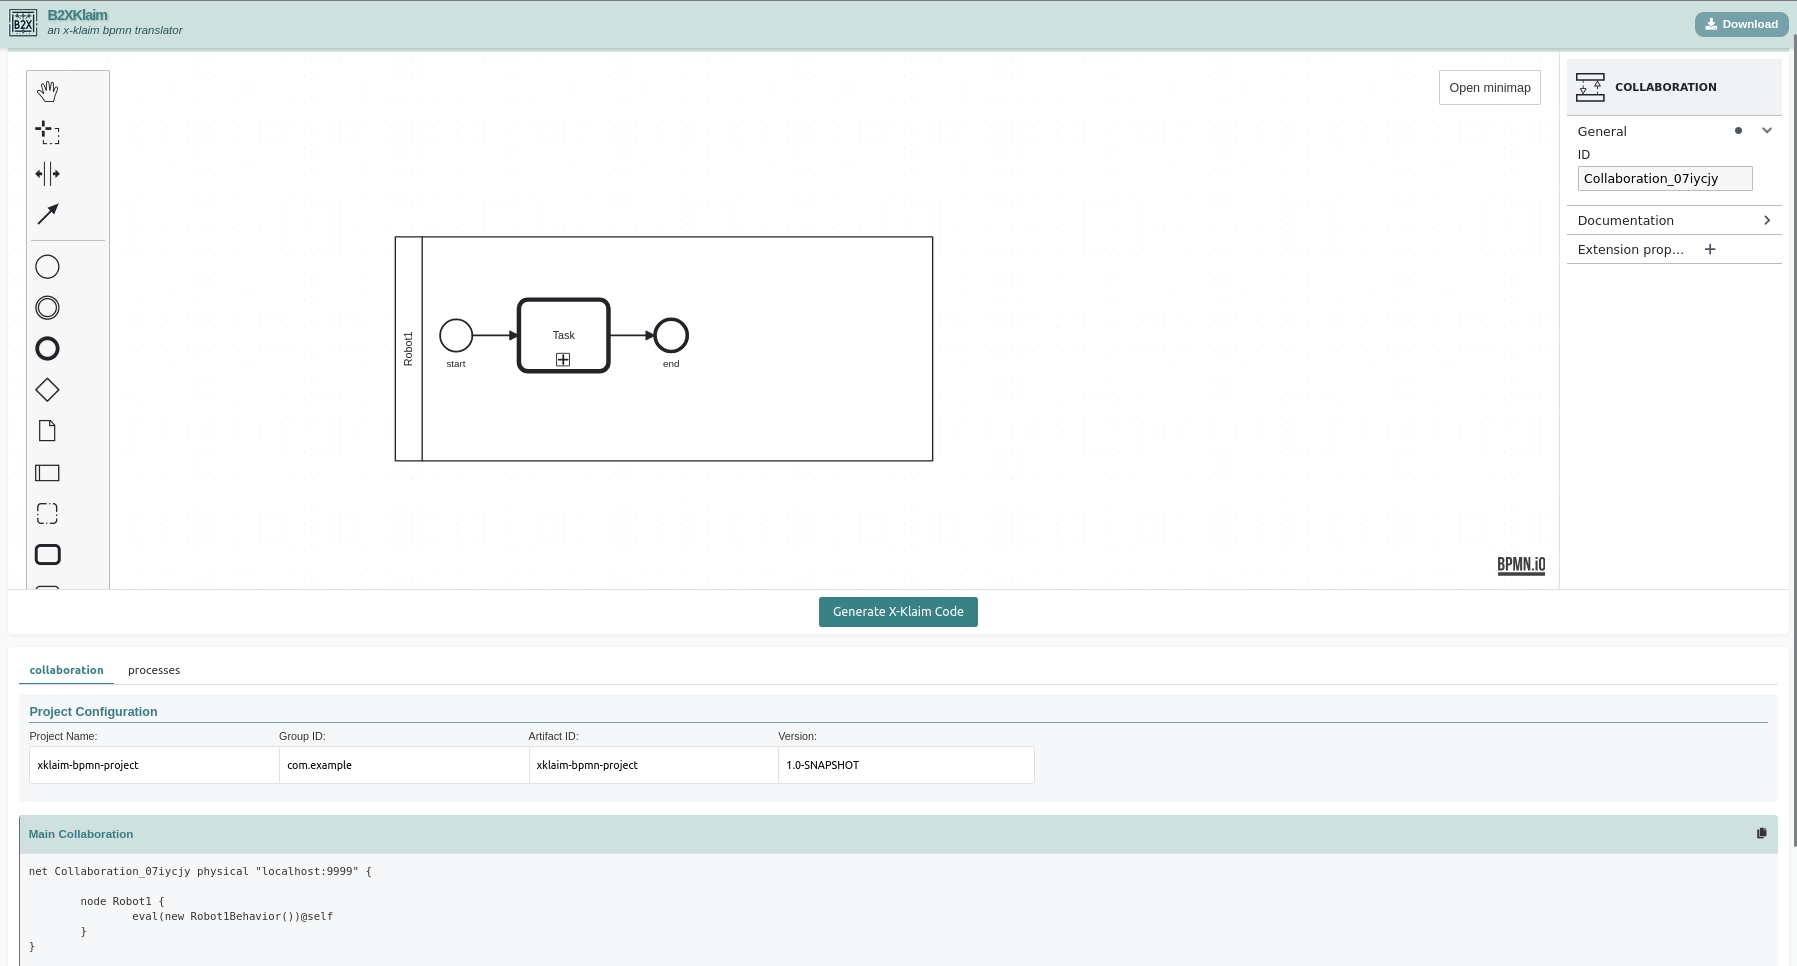 B2X
B2XKlaim
an x-klaim bpmn translator
Download
Open minimap
COLLABORATION
General
ID
Collaboration_07iycjy
Documentation
Extension prop...
Robot1
start
Task
end
BPMN.iO
Generate X-Klaim Code
collaboration processes
Project Configuration
Project Name: Group ID: Artifact ID: Version:
xklaim-bpmn-project com.example xklaim-bpmn-project 1.0-SNAPSHOT
Main Collaboration
net Collaboration_07iycjy physical "localhost:9999" {
node Robot1 {
eval(new Robot1Behavior())@self
}
}